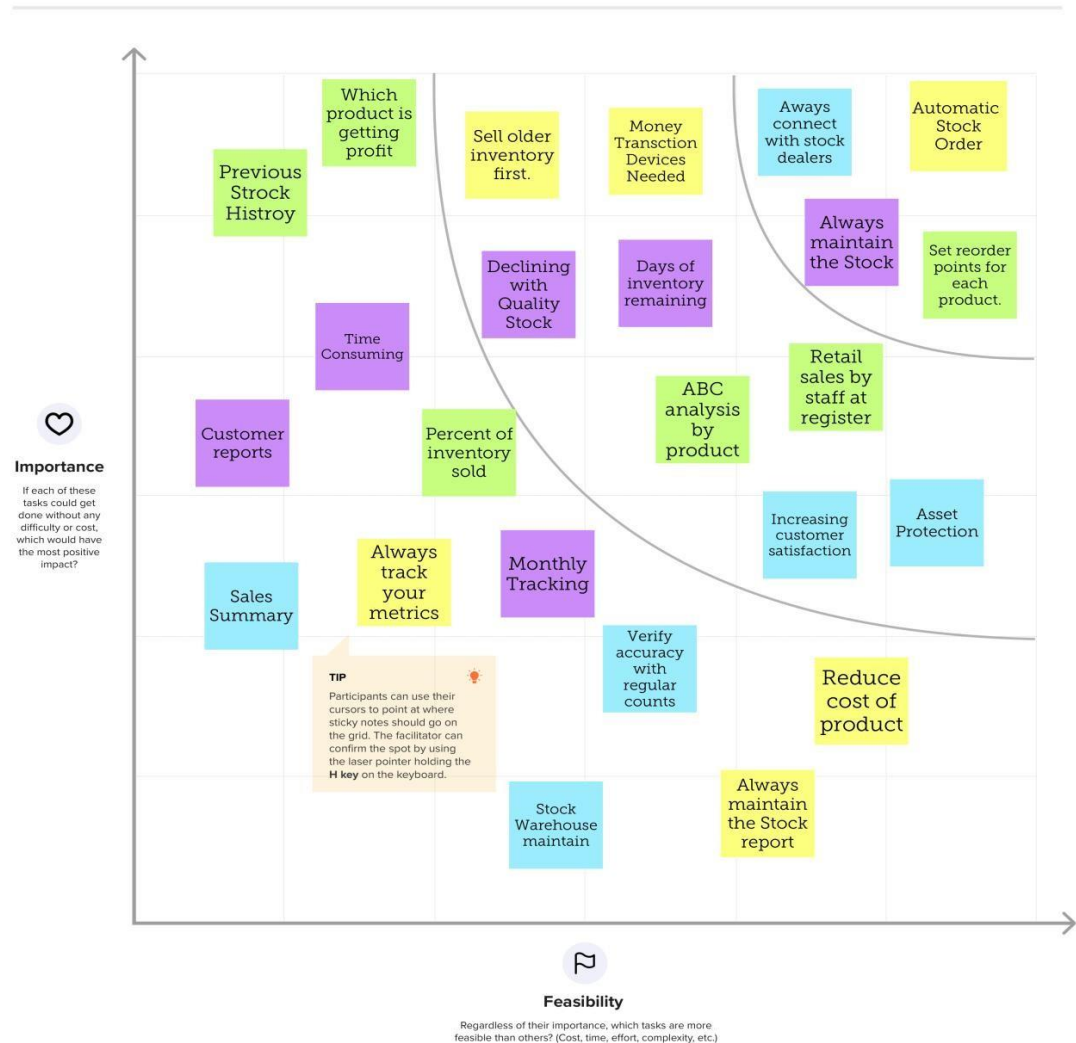 Which
product is
getting
profit
Previous
Strock
Histroy
Sell older
inventory
first.
Money
Transction
Devices
Needed
Aways
connect
with stock
dealers
Automatic
Stock
Order
Always
maintain
the Stock
Set reorder
points for
each
product.
Declining
with
Quality
Stock
Days of
inventory
remaining
Time
Consuming
Retail
sales by
staff at
register
ABC
analysis
by
product
Customer
reports
Percent of
inventory
sold
Importance
If each of these
tasks could get
done without any
difficulty or cost,
which would have
the most positive
impact?
Increasing
customer
satisfaction
Asset
Protection
Always
track
your
metrics
Monthly
Tracking
Sales
Summary
Verify
accuracy
with
regular
counts
Reduce
cost of
product
TIP
Participants can use their
cursors to point at where
sticky notes should go on
the grid. The facilitator can
confirm the spot by using
the laser pointer holding the
H key on the keyboard.
Stock
Warehouse
maintain
Always
maintain
the Stock
report
Feasibility
Regardless of their importance, which tasks are more
feasible than others? (Cost, time, effort, complexity, etc.)